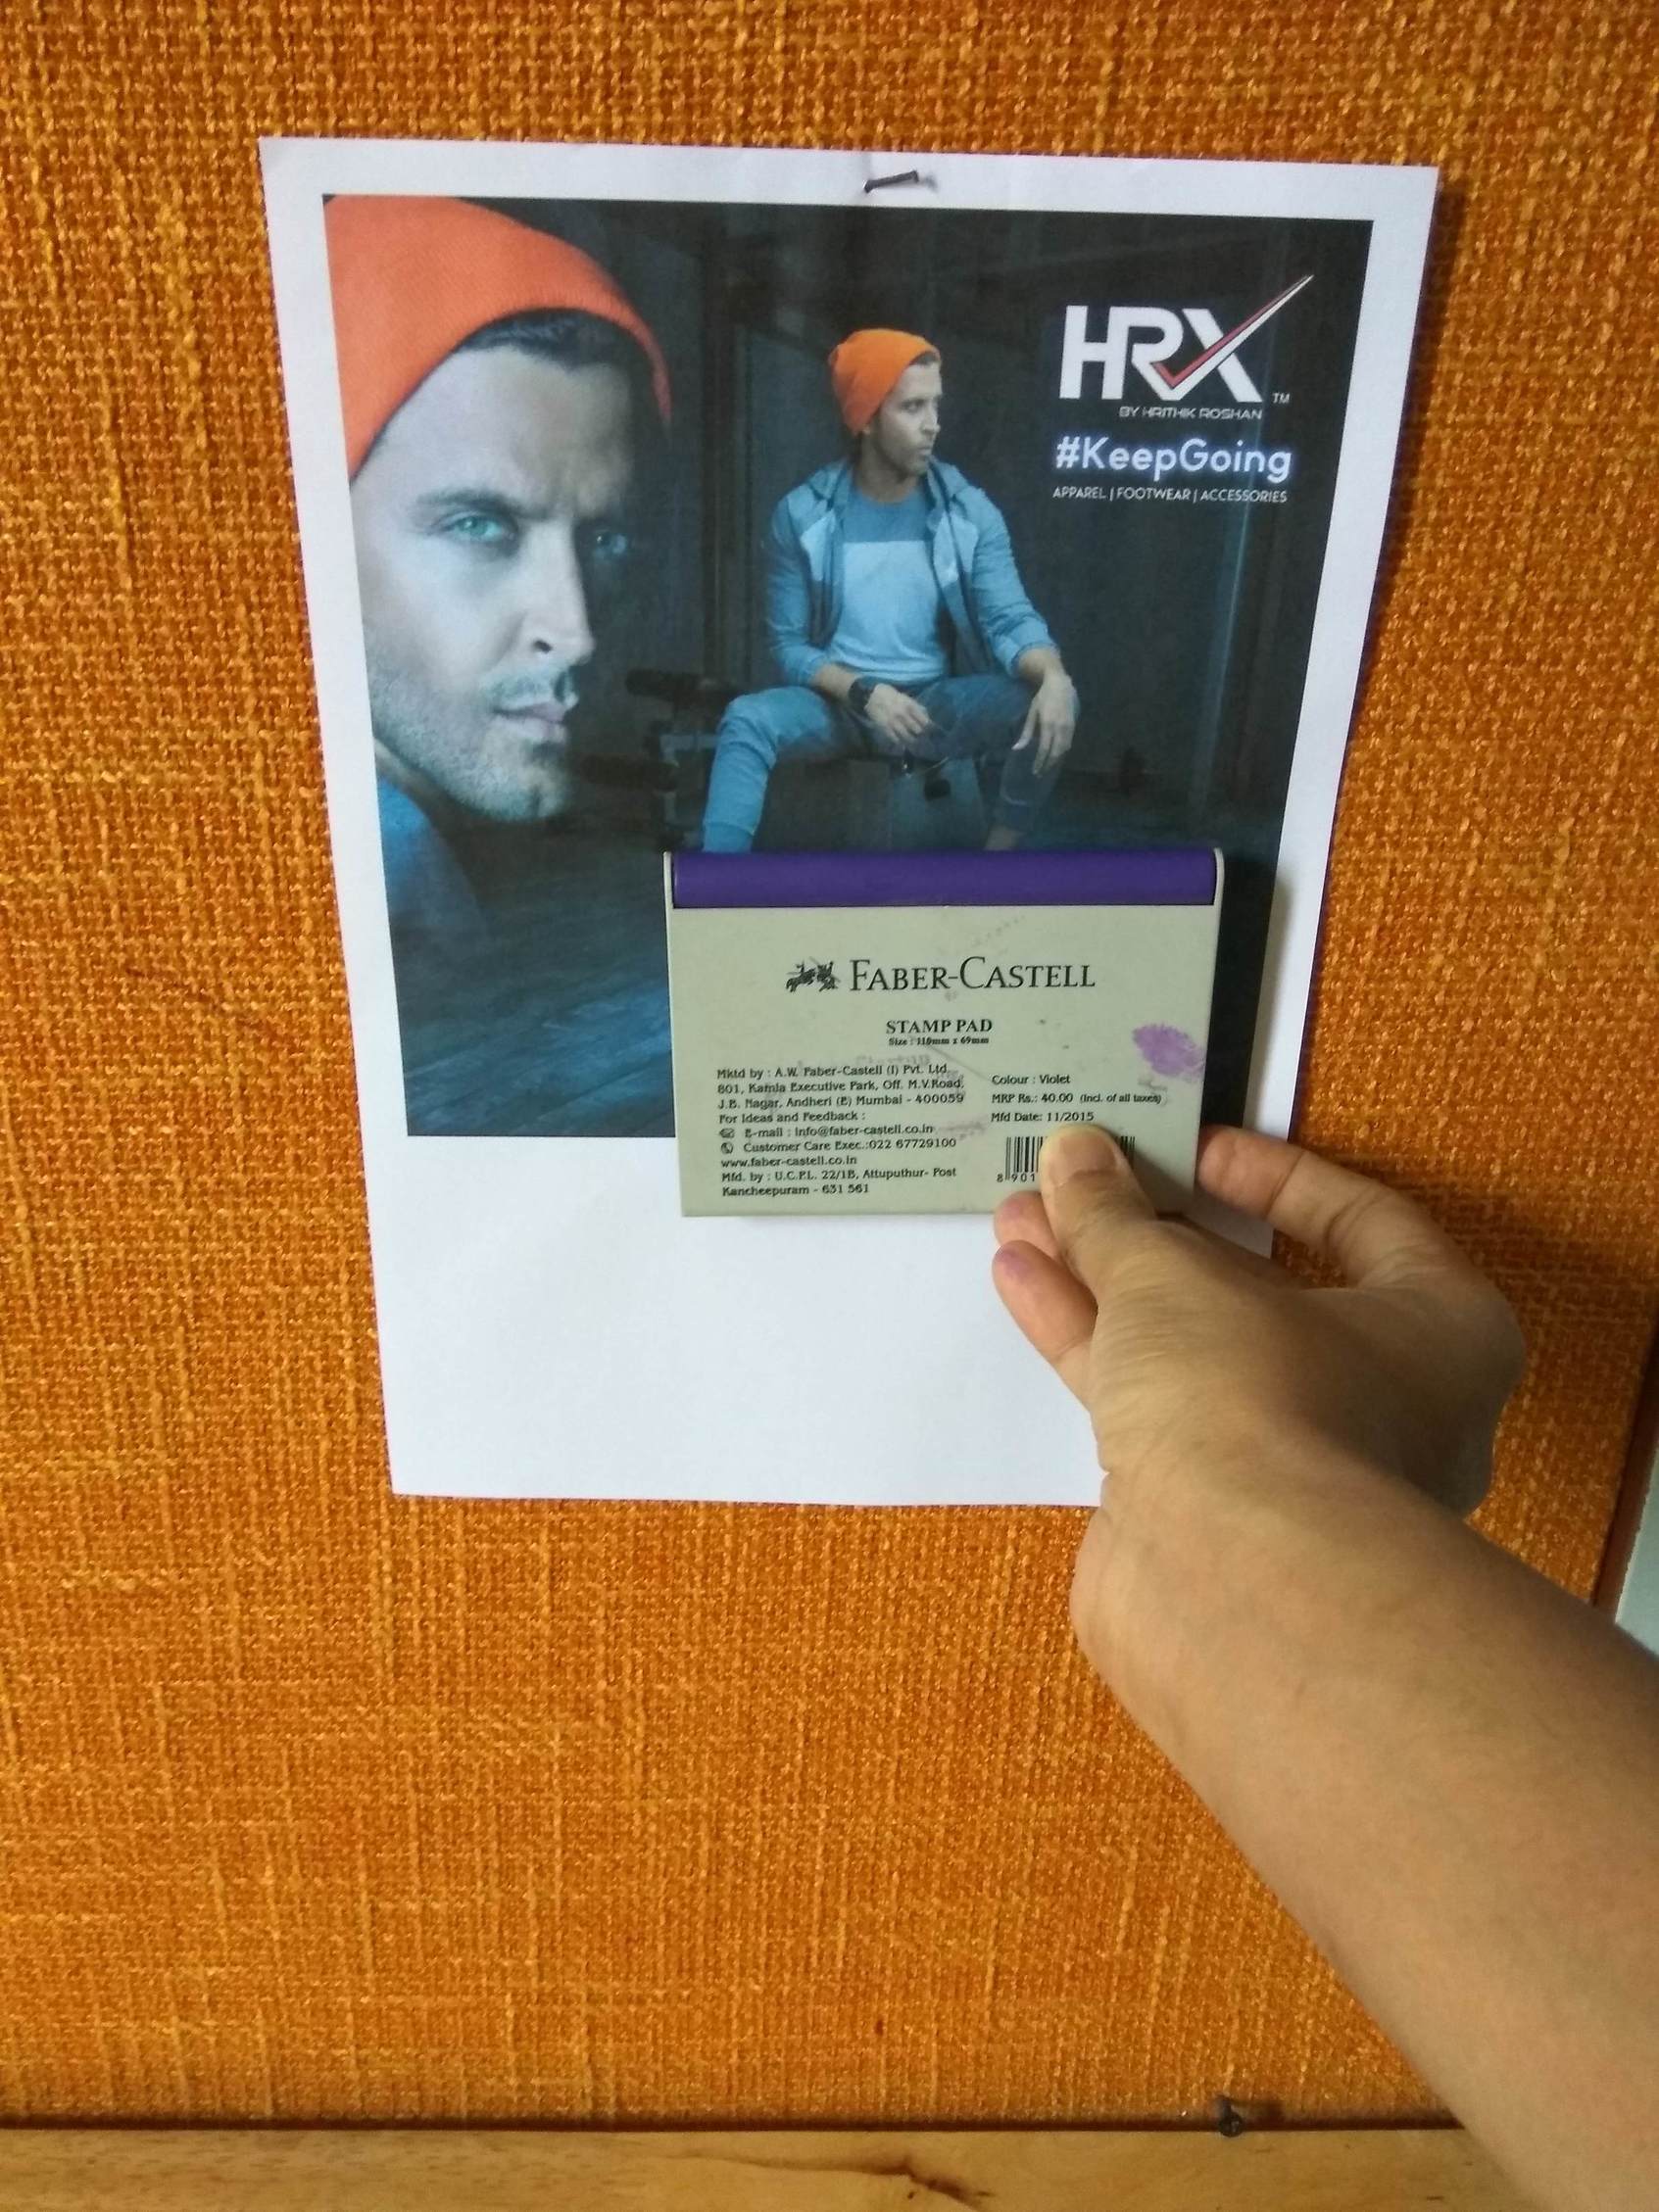 HRX
TM
BY HRITHIK ROSHAN
#KeepGoing
APPAREL | FOOTWEAR | ACCESSORIES
FABER-CASTELL
STAMP PAD
Size : 110mm x 69mm
Mktd by : A.W. Faber-Castell (I) Pvt. Ltd.
801, Kamla Executive Park, Off. M.V.Road,
J.B. Nagar, Andheri (E) Mumbai - 400059
For Ideas and Feedback :
E-mail : info@faber-castell.co.in
Customer Care Exec.:022 67729100
www.faber-castell.co.in
Mfd. by : U.C.P.L. 22/1B, Attuputhur- Post
Kancheepuram - 631 561
Colour : Violet
MRP Rs.: 40.00 (Incl. of all taxes)
Mfd Date: 11/2015
8 901